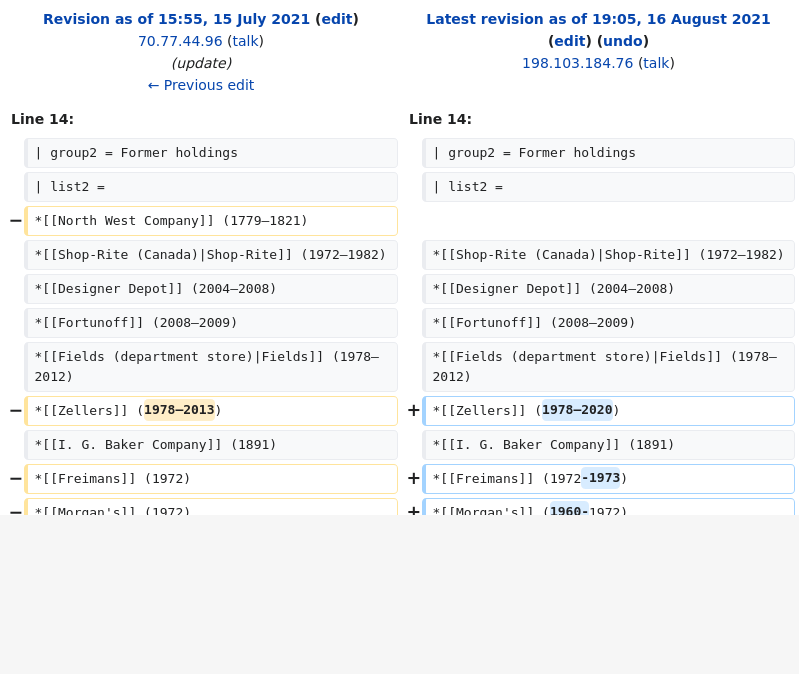 Revision as of 15:55, 15 July 2021 (edit)
70.77.44.96 (talk)
(update)
← Previous edit
Latest revision as of 19:05, 16 August 2021
(edit) (undo)
198.103.184.76 (talk)
Line 14:
Line 14:
| group2 = Former holdings
| group2 = Former holdings
| list2 =
| list2 =
− *[[North West Company]] (1779–1821)
*[[Shop-Rite (Canada)|Shop-Rite]] (1972–1982)
*[[Shop-Rite (Canada)|Shop-Rite]] (1972–1982)
*[[Designer Depot]] (2004–2008)
*[[Designer Depot]] (2004–2008)
*[[Fortunoff]] (2008–2009)
*[[Fortunoff]] (2008–2009)
*[[Fields (department store)|Fields]] (1978–
2012)
*[[Fields (department store)|Fields]] (1978–
2012)
− *[[Zellers]] (1978–2013)
+ *[[Zellers]] (1978–2020)
*[[I. G. Baker Company]] (1891)
*[[I. G. Baker Company]] (1891)
− *[[Freimans]] (1972)
+ *[[Freimans]] (1972-1973)
− *[[Morgan's]] (1972)
+ *[[Morgan's]] (1960-1972)